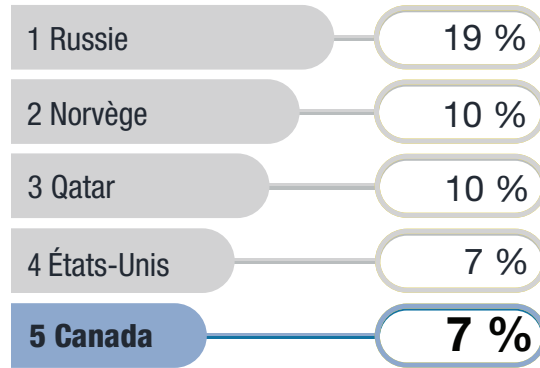 1 Russie 19 %
2 Norvège 10 %
3 Qatar 10 %
4 États-Unis 7 %
5 Canada 7 %